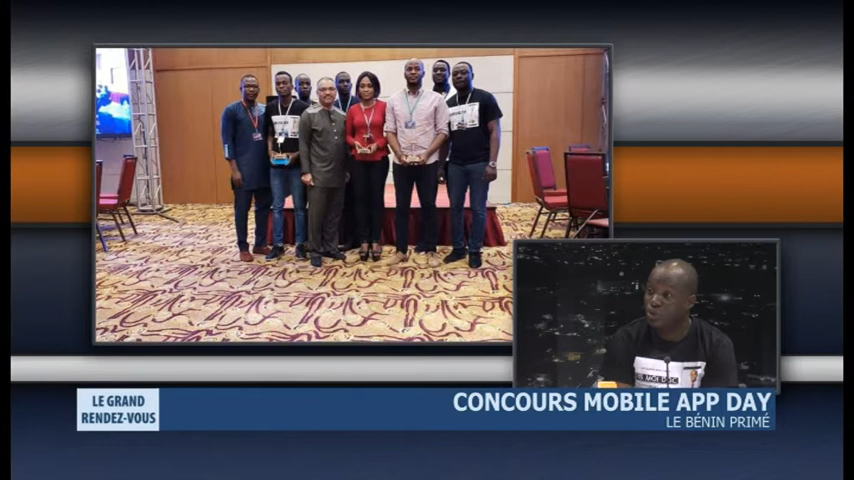 LE GRAND
RENDEZ-VOUS
CONCOURS MOBILE APP DAY
LE BÉNIN PRIMÉ